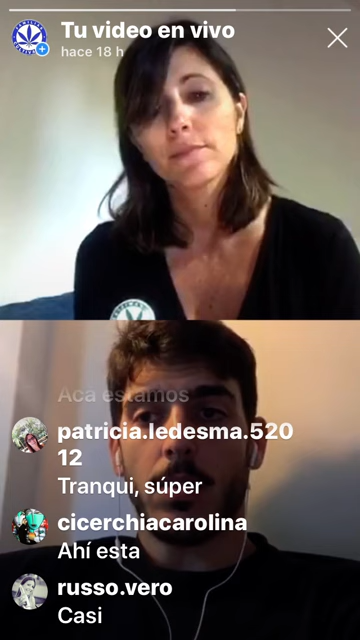 Tu video en vivo
hace 18 h
Aca estamos
patricia.ledesma.520
12
Tranqui, súper
cicerchiacarolina
Ahí esta
russo.vero
Casi